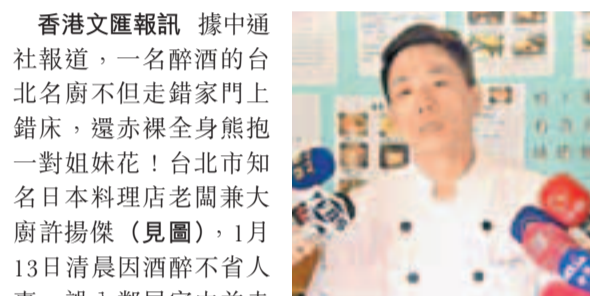 香港文匯報訊　據中通
社報道，一名醉酒的台
北名廚不但走錯家門上
錯床，還赤裸全身熊抱
一對姐妹花！台北市知
名日本料理店老闆兼大
廚許揚傑（見圖），1月
13日清晨因酒醉不省人